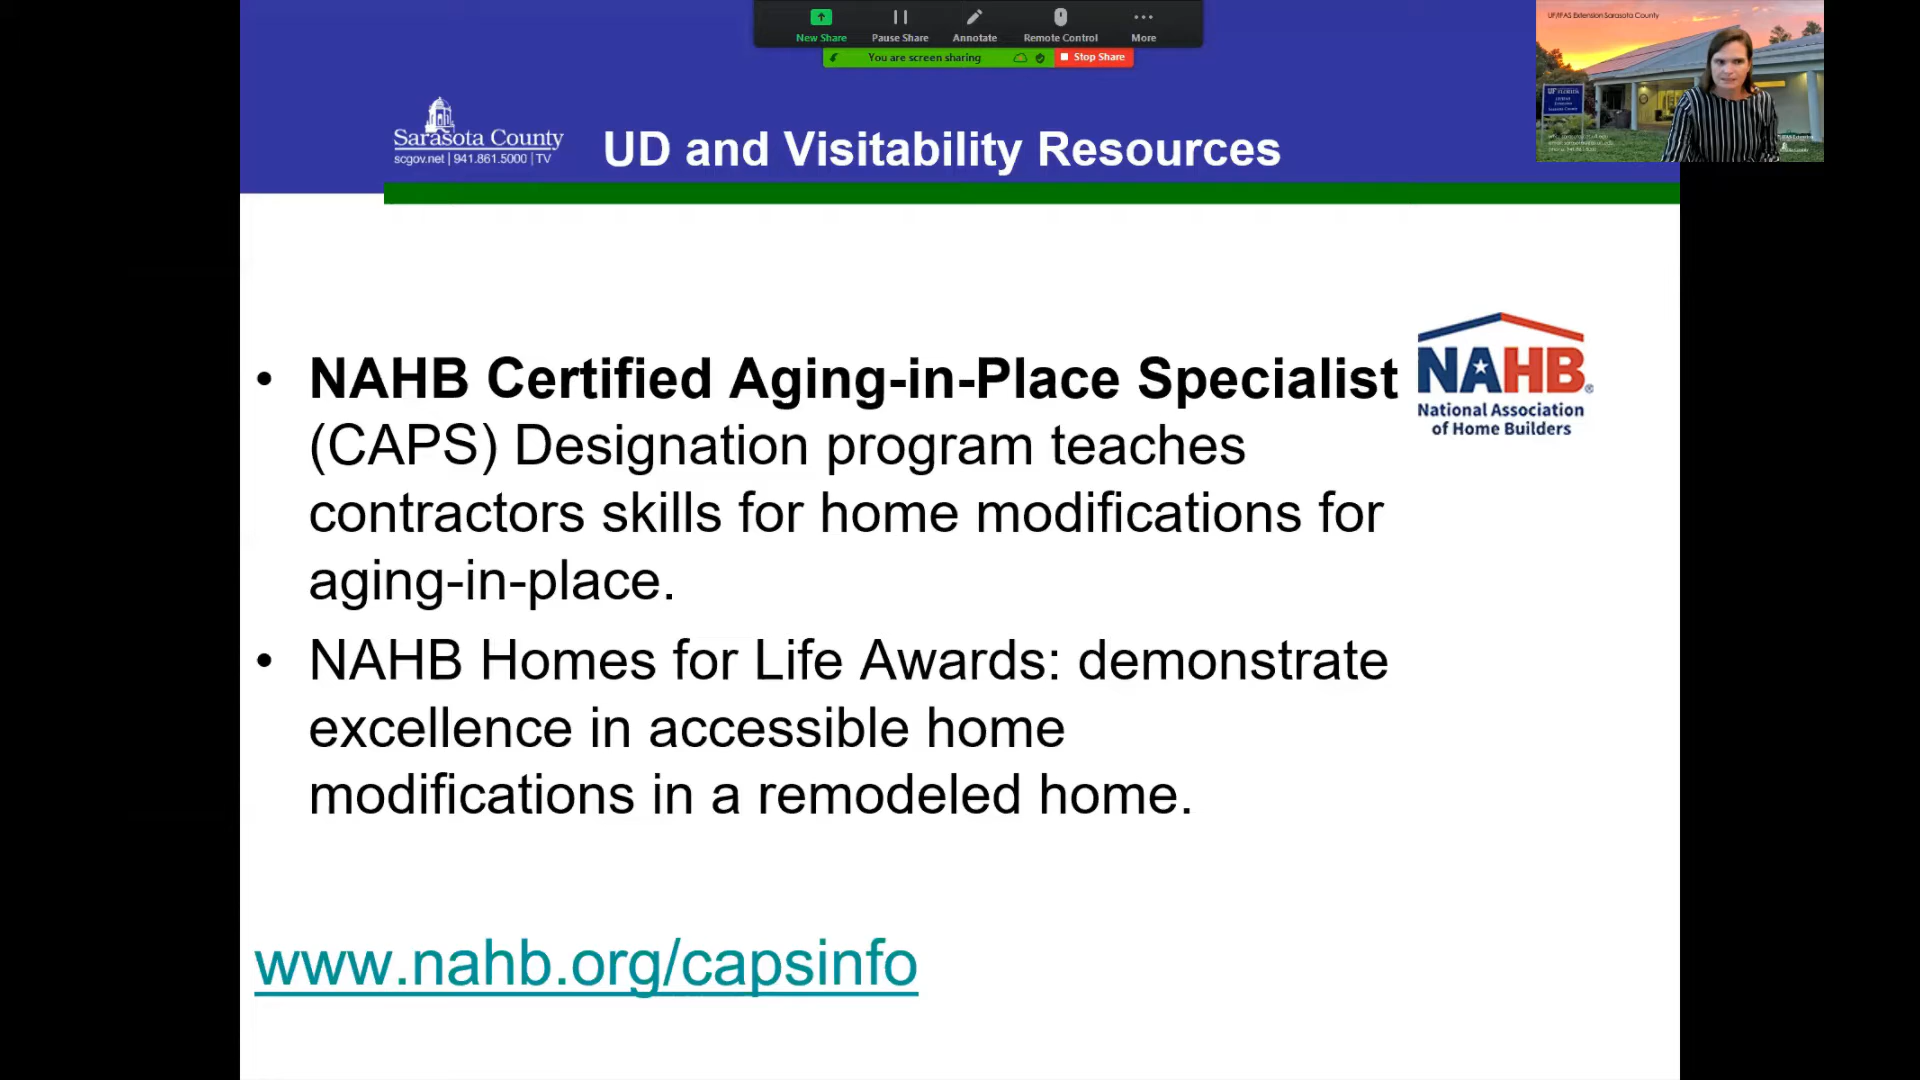 New Share
Pause Share
Annotate
Remote Control
More
You are screen sharing
Stop Share
UF/IFAS Extension Sarasota County
Sarasota County
scgov.net | 941.861.5000 | TV
UD and Visitability Resources
• NAHB Certified Aging-in-Place Specialist
(CAPS) Designation program teaches
contractors skills for home modifications for
aging-in-place.
NAHB®
National Association
of Home Builders
• NAHB Homes for Life Awards: demonstrate
excellence in accessible home
modifications in a remodeled home.
www.nahb.org/capsinfo